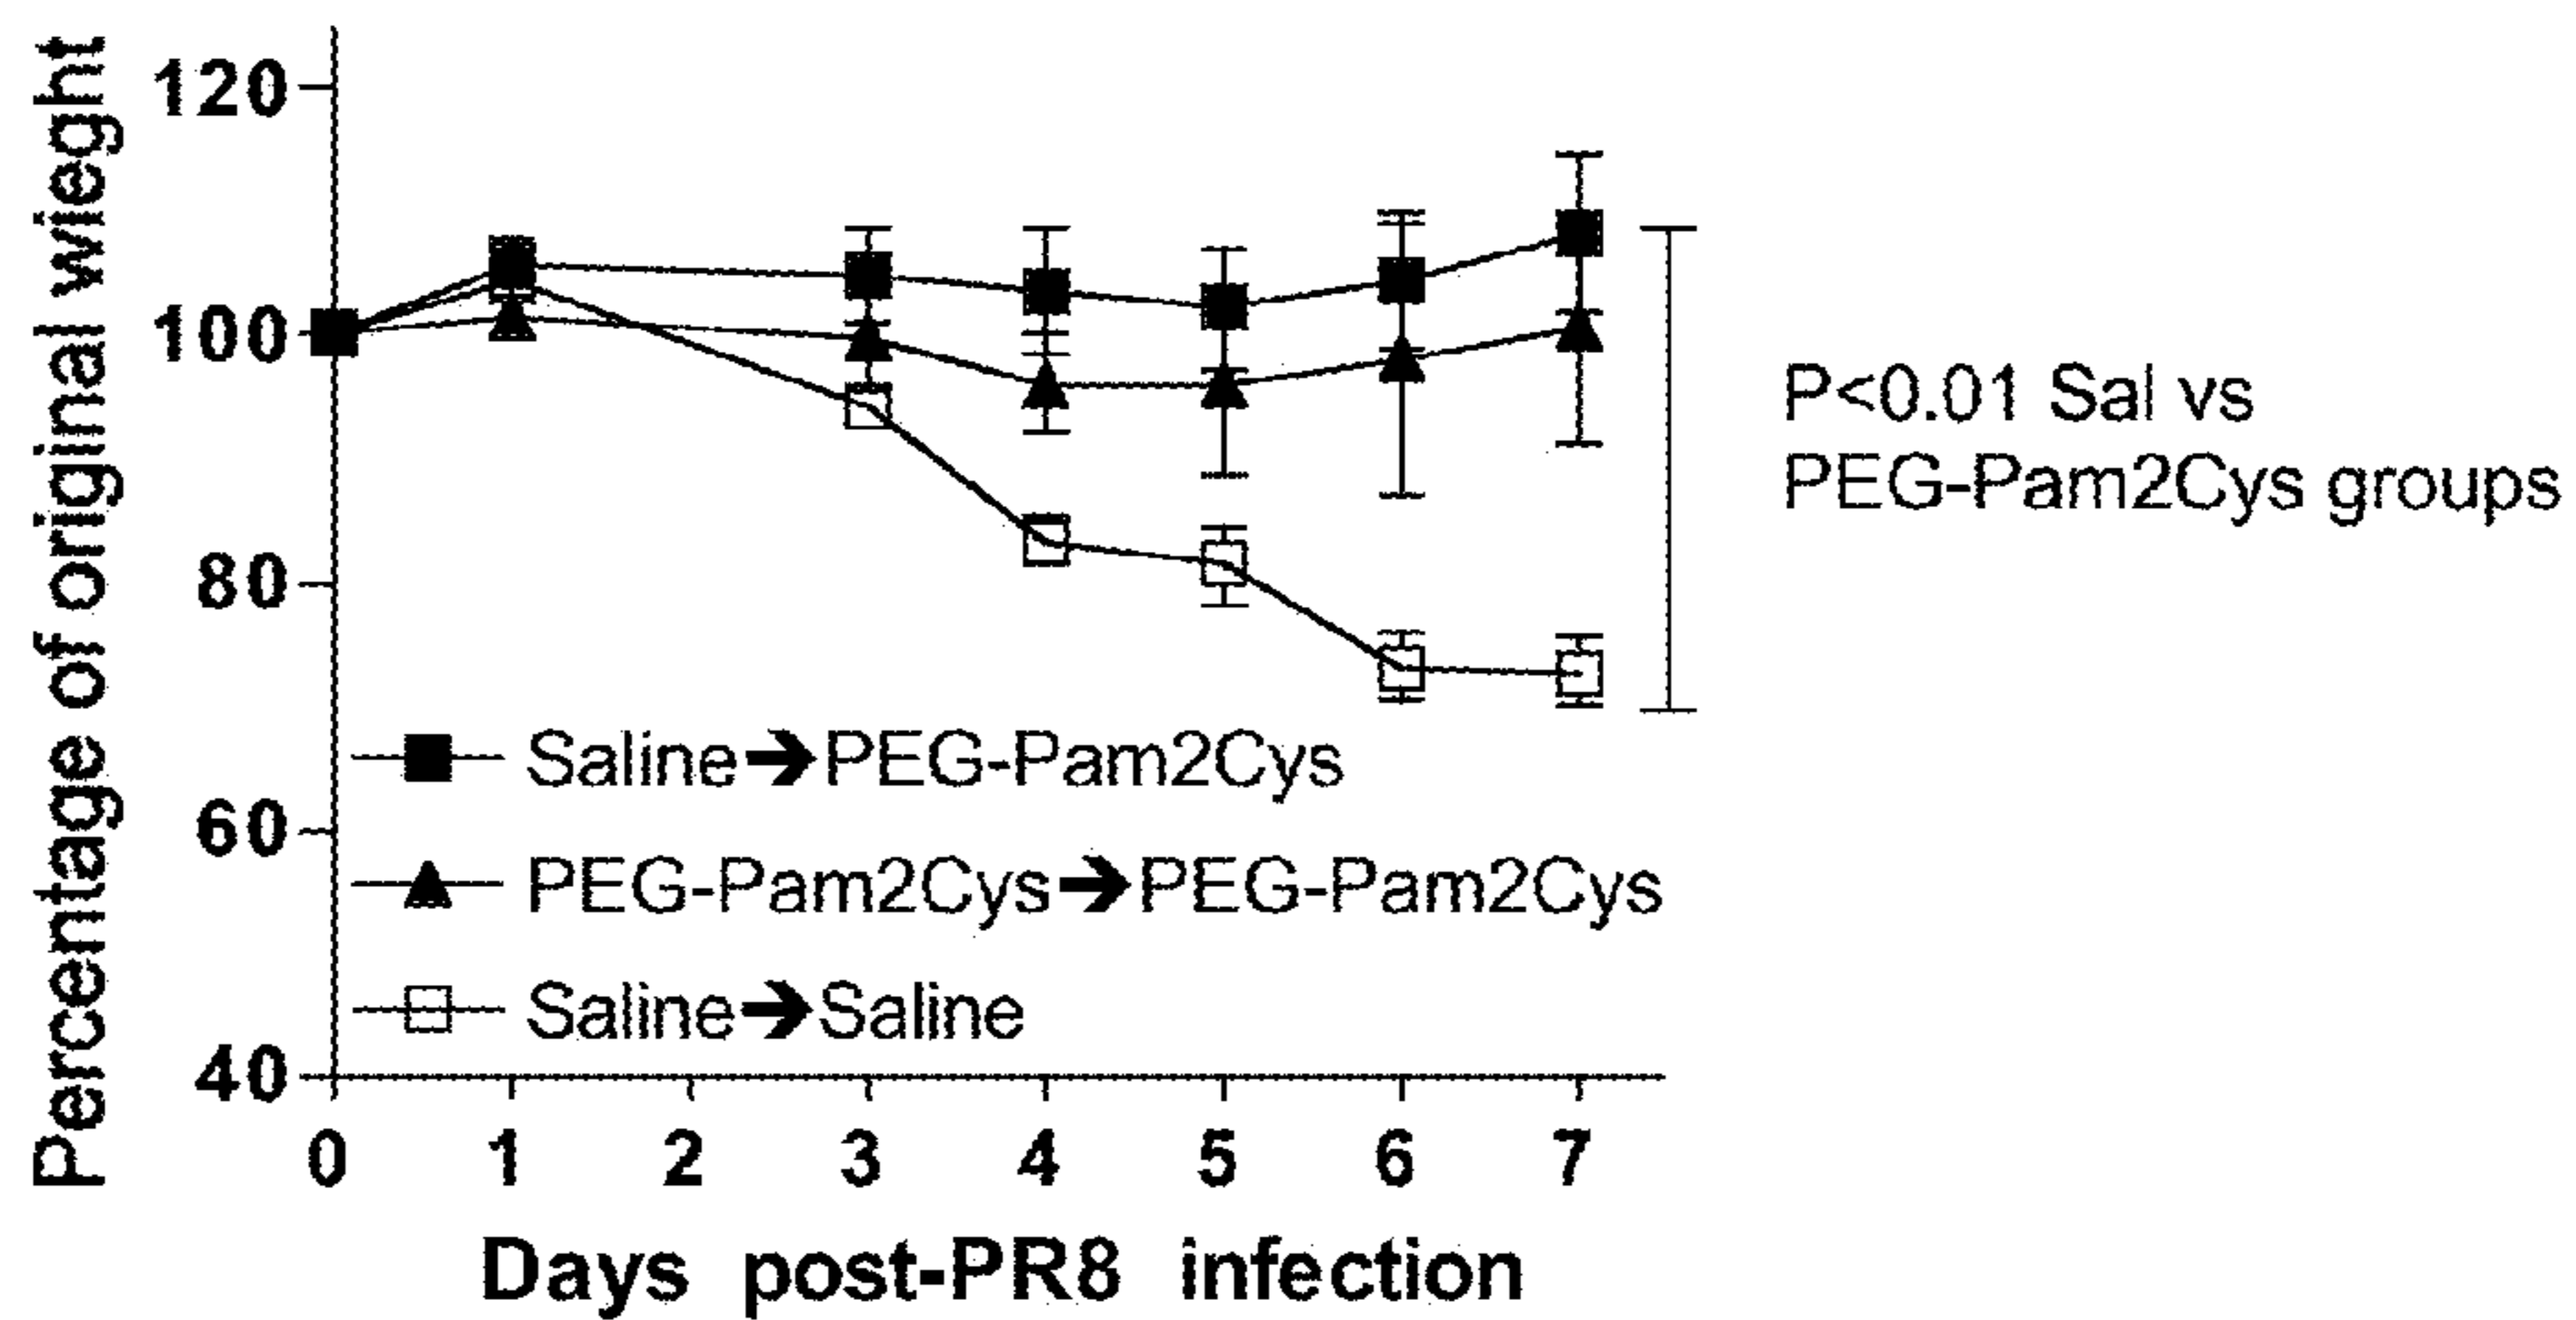 Percentage of original wieght
120
100
80
60
40
P<0.01 Sal vs
PEG-Pam2Cys groups
Saline➔PEG-Pam2Cys
PEG-Pam2Cys➔PEG-Pam2Cys
Saline➔Saline
0 1 2 3 4 5 6 7
Days post-PR8 infection